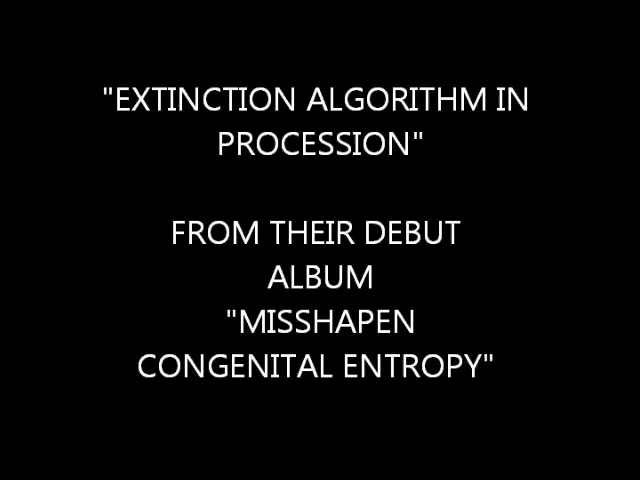 "EXTINCTION ALGORITHM IN
PROCESSION"
FROM THEIR DEBUT
ALBUM
"MISSHAPEN
CONGENITAL ENTROPY"